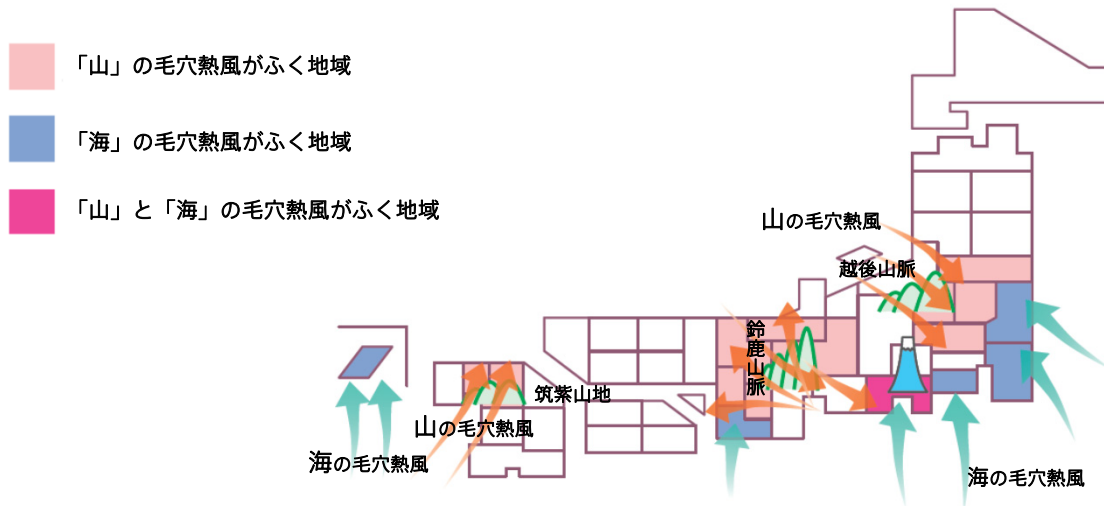 「山」の毛穴熱風がふく地域
「海」の毛穴熱風がふく地域
「山」と「海」の毛穴熱風がふく地域
山の毛穴熱風
越後山脈
鈴鹿山脈
筑紫山地
山の毛穴熱風
海の毛穴熱風
海の毛穴熱風